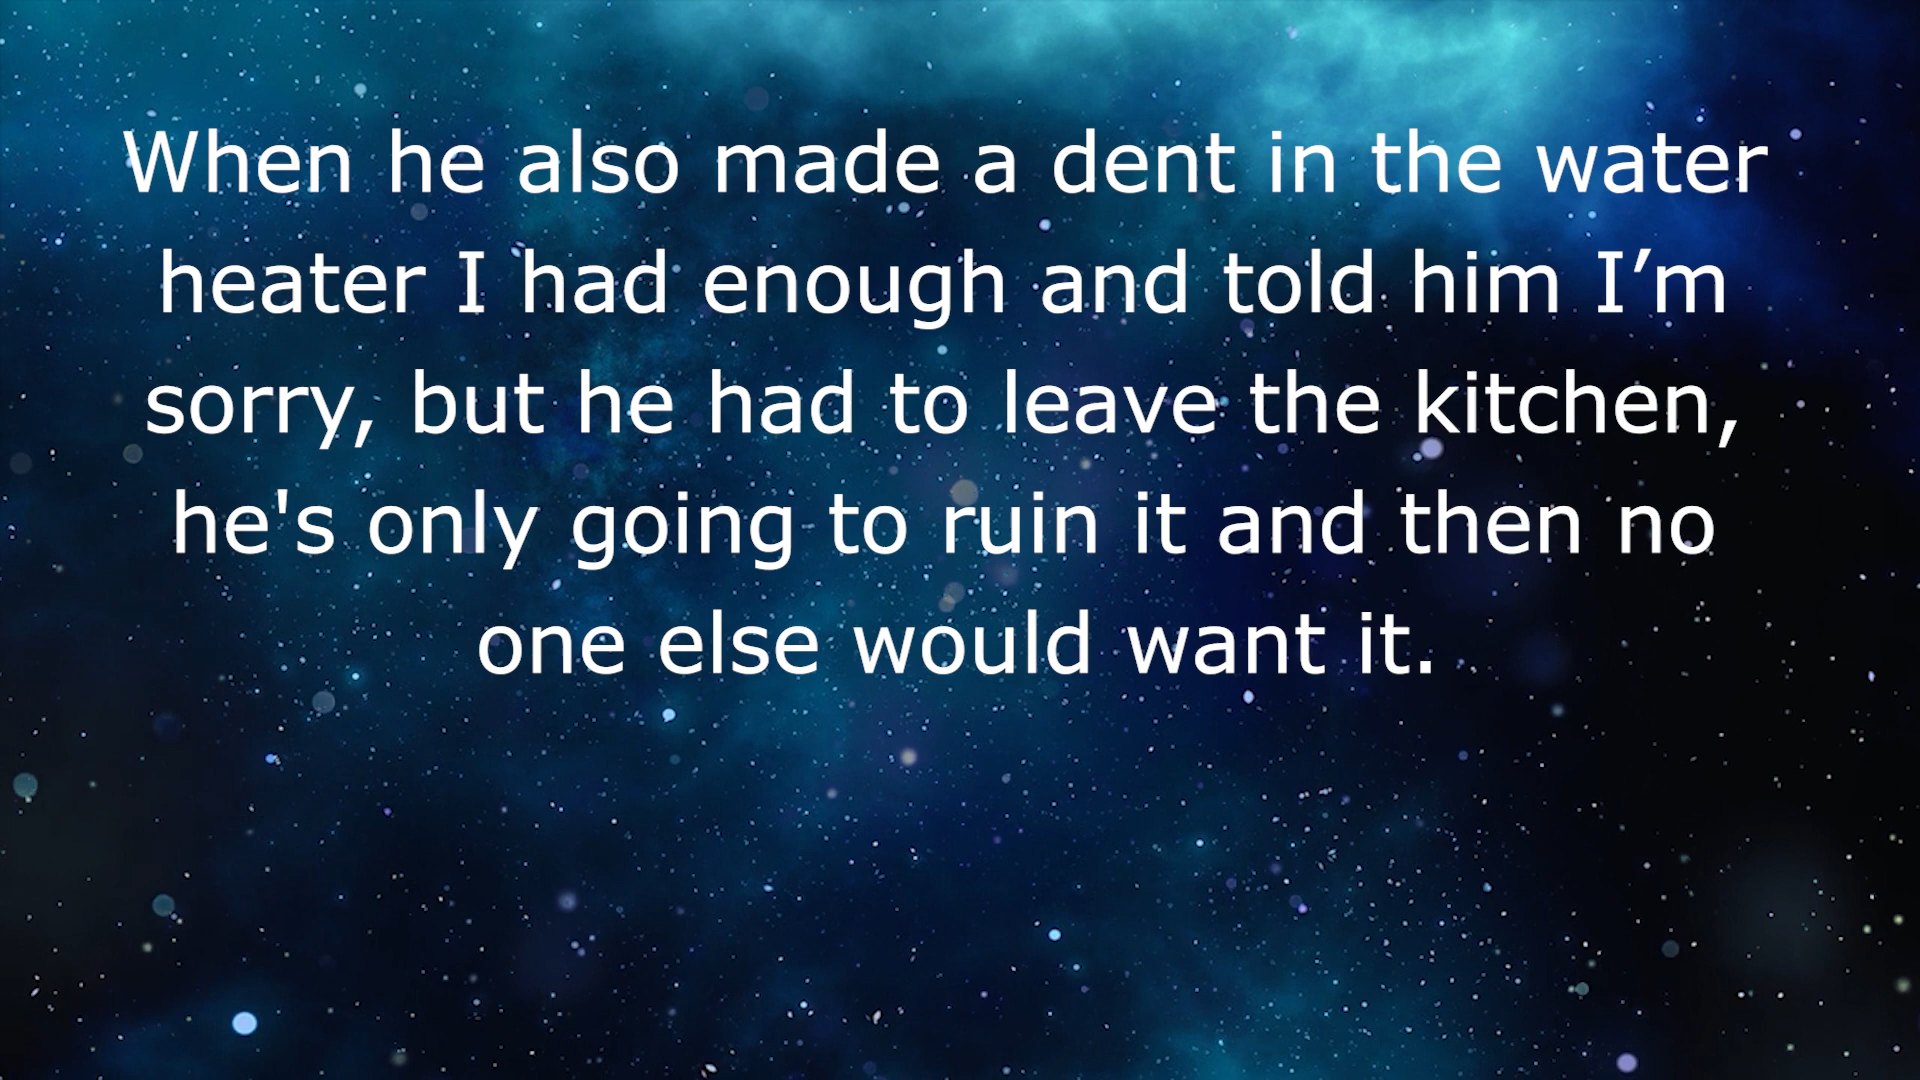 When he also made a dent in the water
heater I had enough and told him I’m
sorry, but he had to leave the kitchen,
he's only going to ruin it and then no
one else would want it.